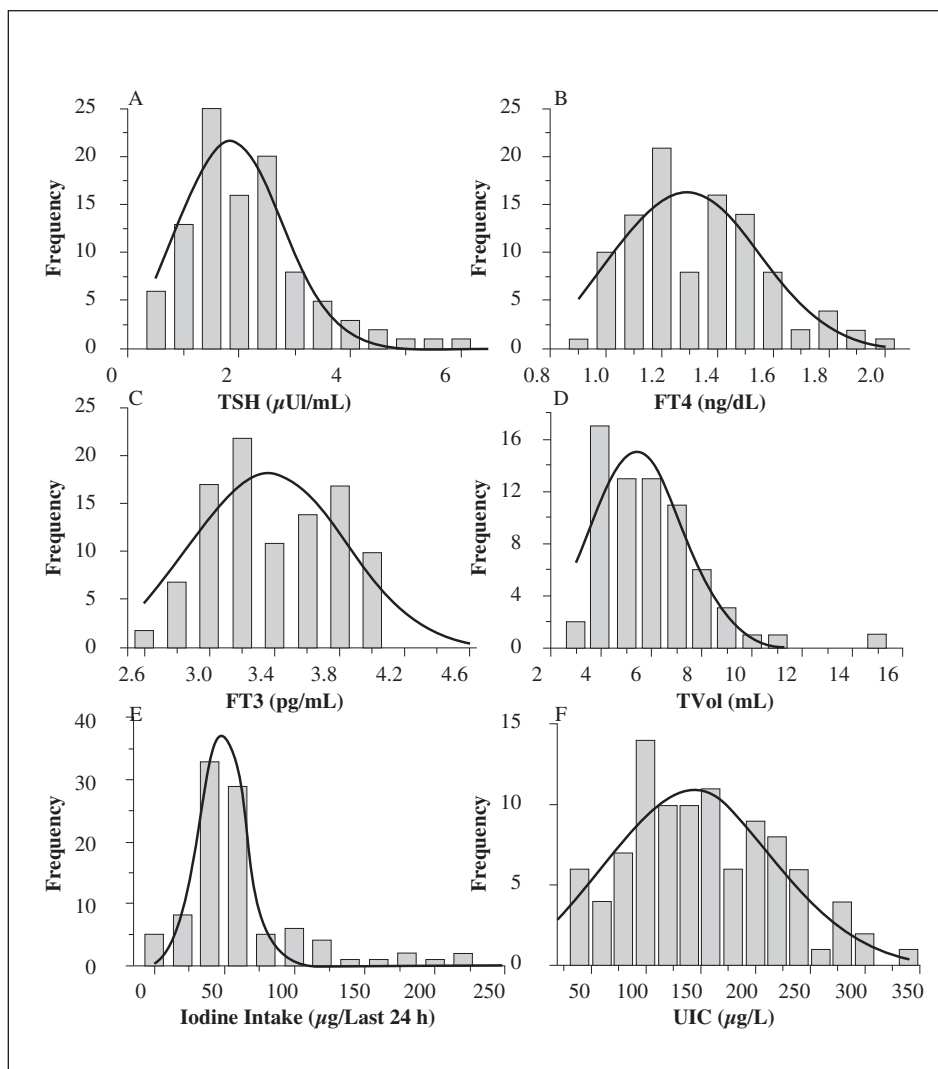 A
B
25
20
15
10
5
0
Frequency
0 2 4 6
TSH (µUl/mL)
25
20
15
10
5
0
Frequency
0.8 1.0 1.2 1.4 1.6 1.8 2.0
FT4 (ng/dL)
C
D
25
20
15
10
5
0
Frequency
2.6 3.0 3.4 3.8 4.2 4.6
FT3 (pg/mL)
16
12
8
4
0
Frequency
2 4 6 8 10 12 14 16
TVol (mL)
E
F
40
30
20
10
0
Frequency
0 50 100 150 200 250
Iodine Intake (µg/Last 24 h)
15
10
5
0
Frequency
50 100 150 200 250 300 350
UIC (µg/L)